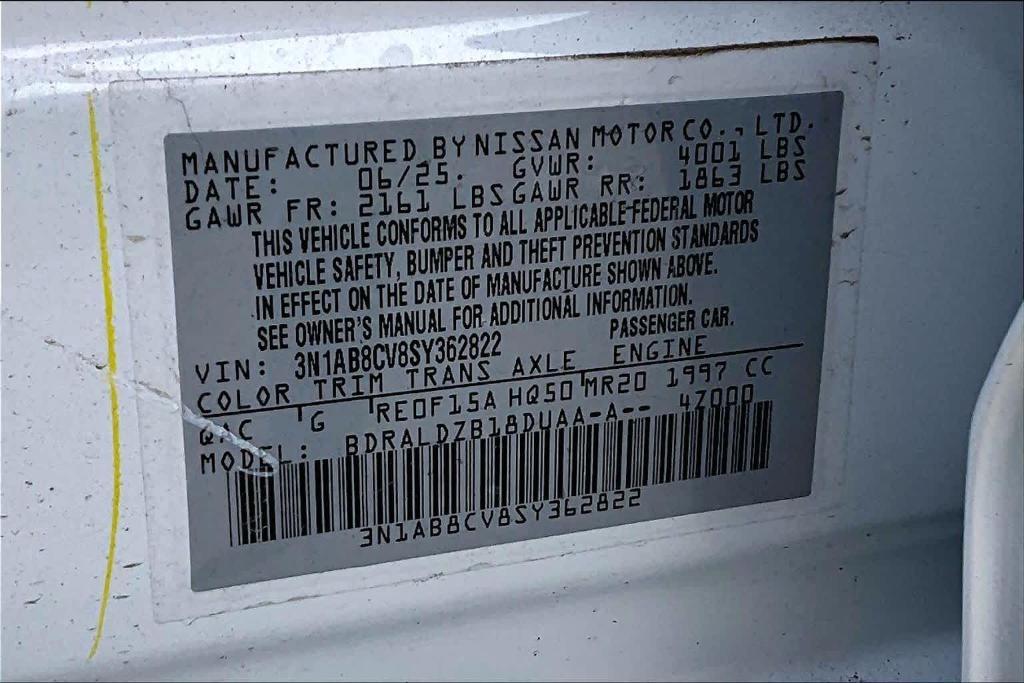 MANUFACTURED BY NISSAN MOTOR CO., LTD.
DATE: 06/25. GVWR: 4001 LBS
GAWR FR: 2161 LBS GAWR RR: 1863 LBS
THIS VEHICLE CONFORMS TO ALL APPLICABLE FEDERAL MOTOR
VEHICLE SAFETY, BUMPER AND THEFT PREVENTION STANDARDS
IN EFFECT ON THE DATE OF MANUFACTURE SHOWN ABOVE.
SEE OWNER'S MANUAL FOR ADDITIONAL INFORMATION.
VIN: 3N1AB8CV8SY362822 PASSENGER CAR.
COLOR TRIM TRANS AXLE ENGINE
QAC G RE0F15A HQ50 MR20 1997 CC
MODEL: BDRALDZB18DUAA-A-- 47000
3N1AB8CV8SY362822